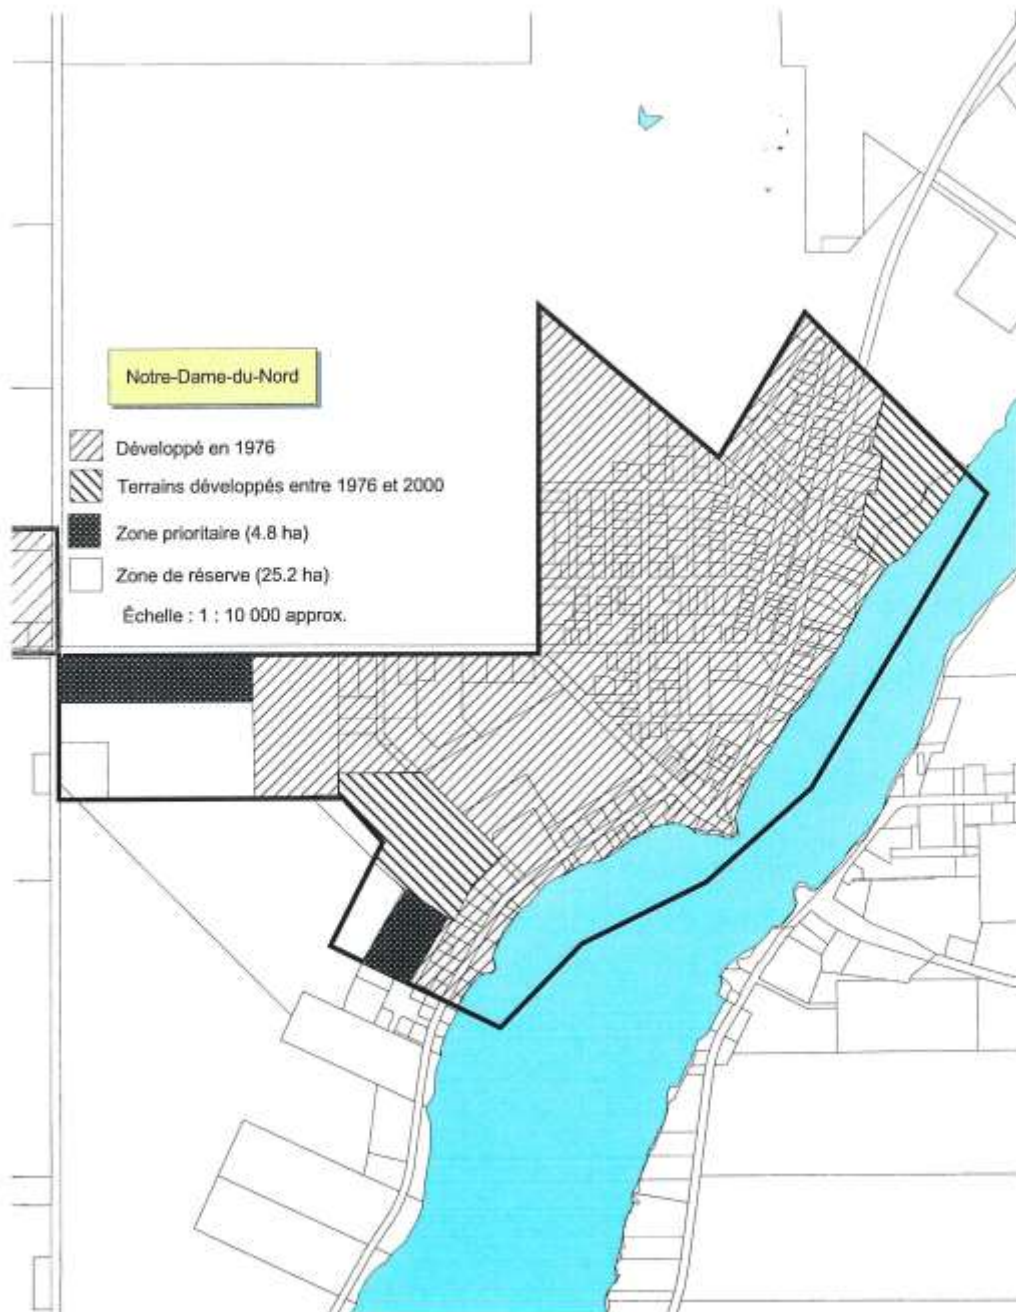 Notre-Dame-du-Nord
Développé en 1976
Terrains développés entre 1976 et 2000
Zone prioritaire (4.8 ha)
Zone de réserve (25.2 ha)
Échelle : 1 : 10 000 approx.